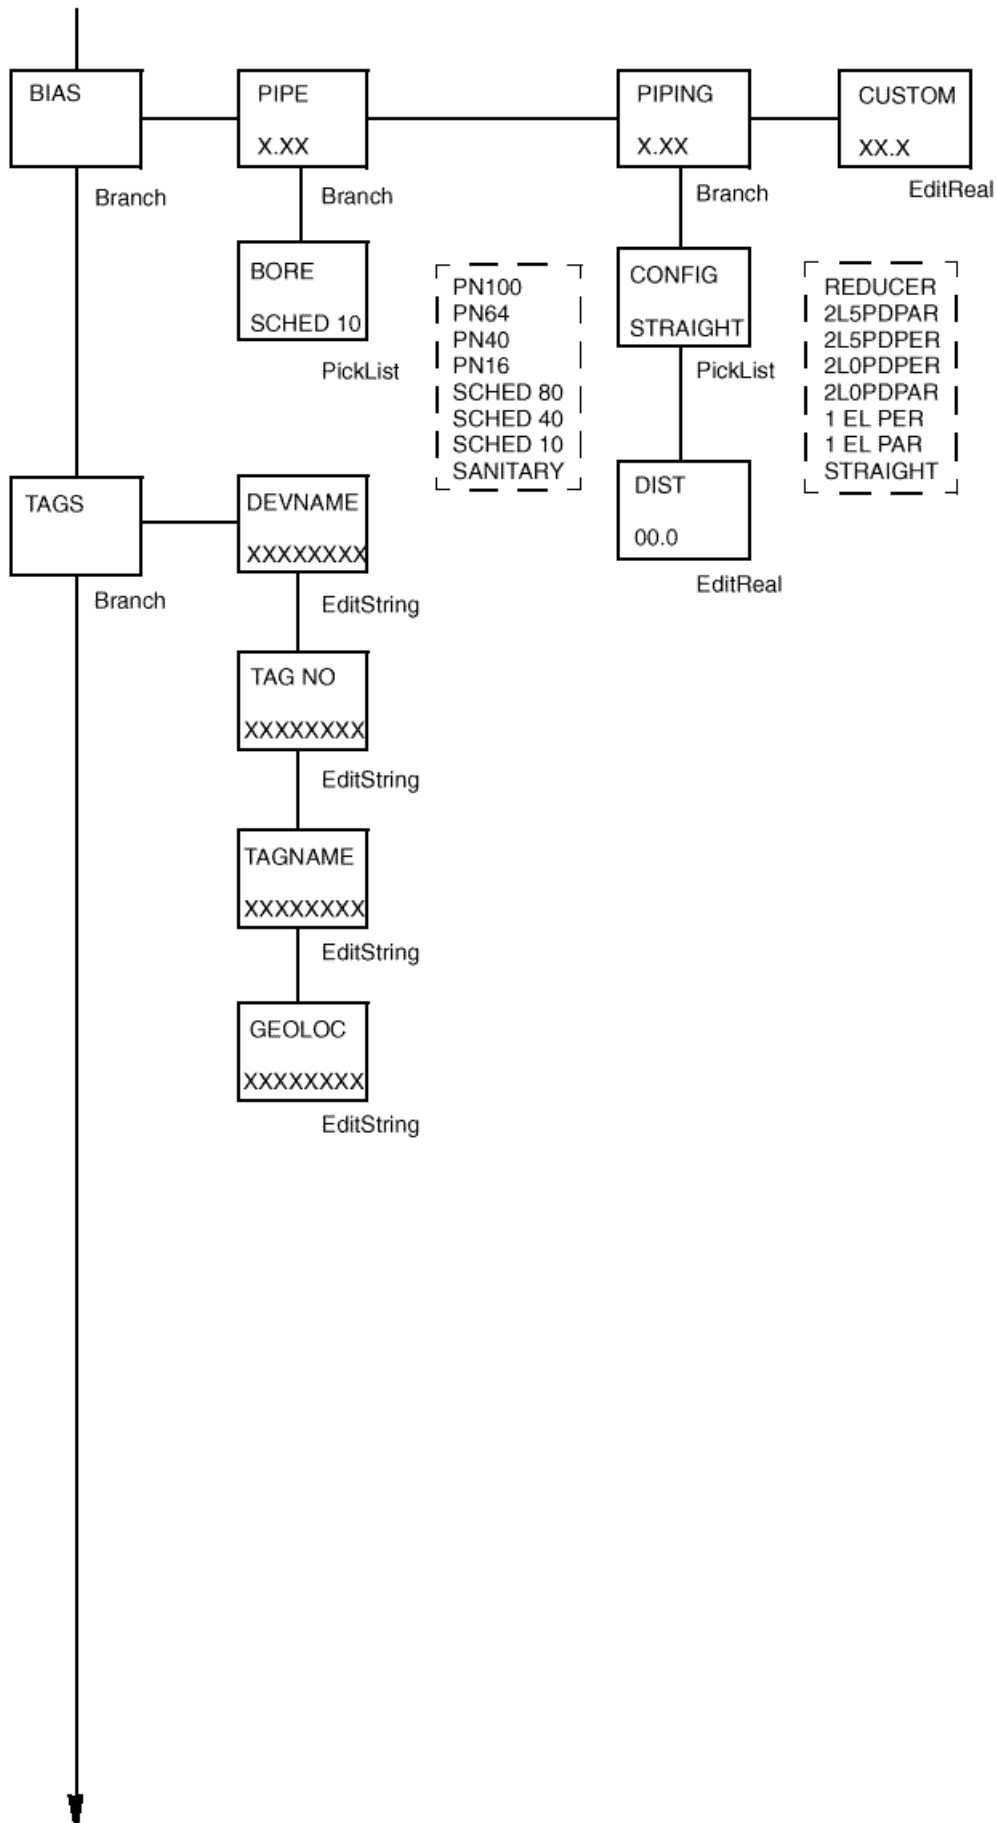 BIAS
PIPE
X.XX
PIPING
X.XX
CUSTOM
XX.X
Branch
Branch
Branch
EditReal
BORE
SCHED 10
PickList
PN100
PN64
PN40
PN16
SCHED 80
SCHED 40
SCHED 10
SANITARY
CONFIG
STRAIGHT
PickList
REDUCER
2L5PDPAR
2L5PDPER
2L0PDPER
2L0PDPAR
1 EL PER
1 EL PAR
STRAIGHT
DIST
00.0
EditReal
TAGS
Branch
DEVNAME
XXXXXXXX
EditString
TAG NO
XXXXXXXX
EditString
TAGNAME
XXXXXXXX
EditString
GEOLOC
XXXXXXXX
EditString